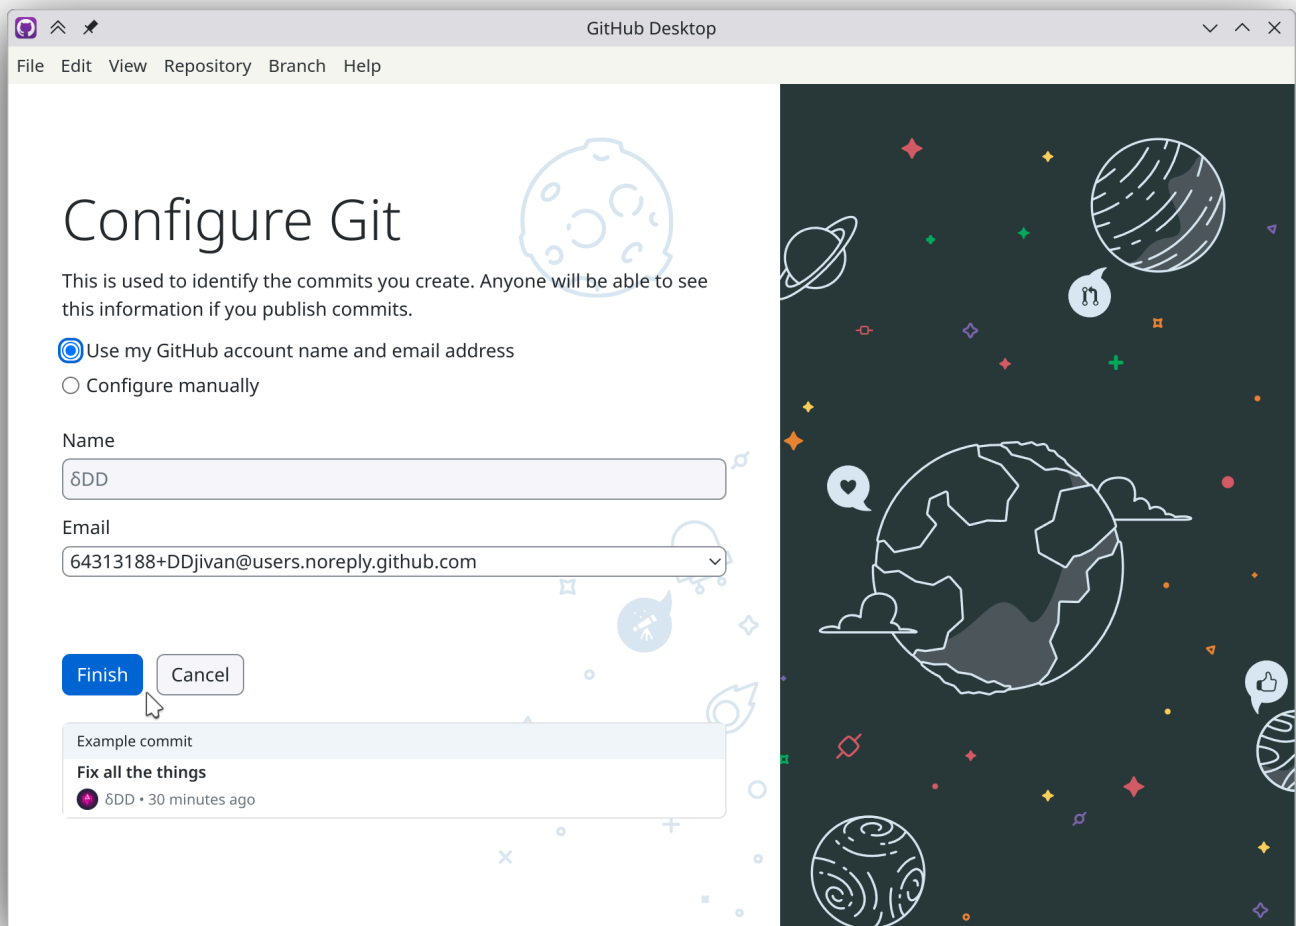 GitHub Desktop
File Edit View Repository Branch Help
Configure Git
This is used to identify the commits you create. Anyone will be able to see
this information if you publish commits.
Use my GitHub account name and email address
Configure manually
Name
δDD
Email
64313188+DDjivan@users.noreply.github.com
Finish Cancel
Example commit
Fix all the things
δDD • 30 minutes ago